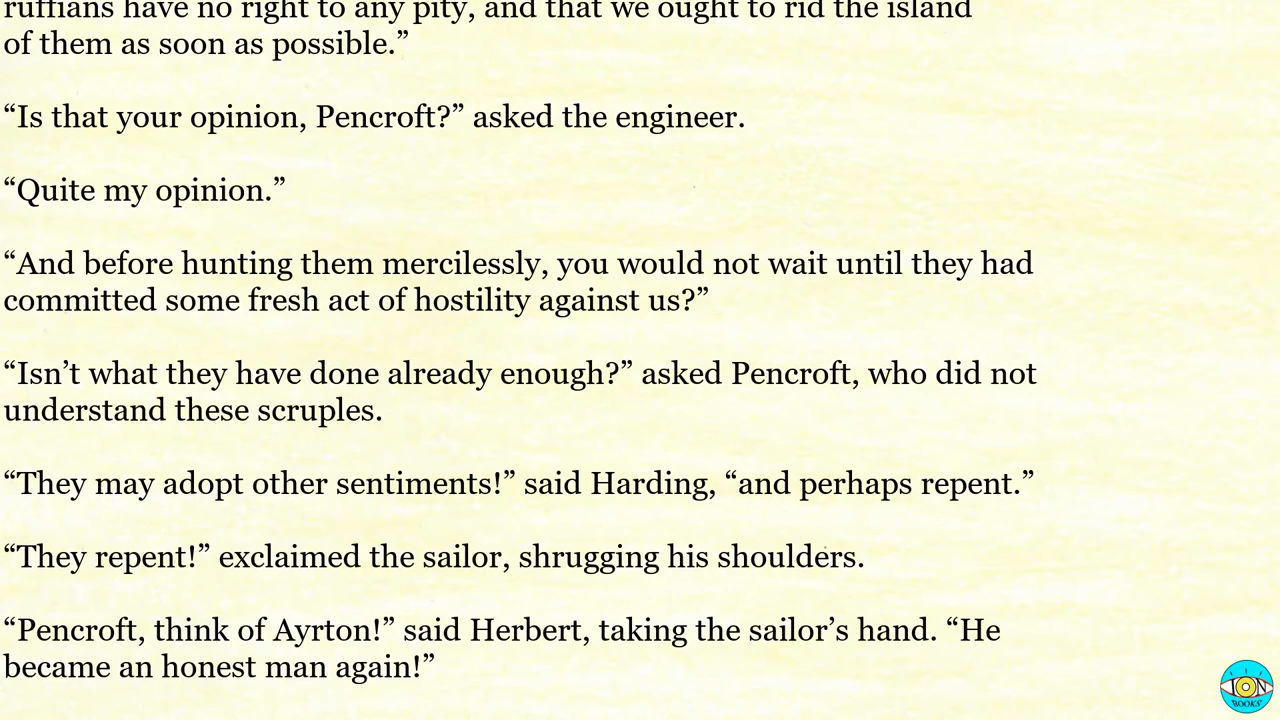 ruffians have no right to any pity, and that we ought to rid the island
of them as soon as possible.”
“Is that your opinion, Pencroft?” asked the engineer.
“Quite my opinion.”
“And before hunting them mercilessly, you would not wait until they had
committed some fresh act of hostility against us?”
“Isn’t what they have done already enough?” asked Pencroft, who did not
understand these scruples.
“They may adopt other sentiments!” said Harding, “and perhaps repent.”
“They repent!” exclaimed the sailor, shrugging his shoulders.
“Pencroft, think of Ayrton!” said Herbert, taking the sailor’s hand. “He
became an honest man again!”
ION
BOOKS